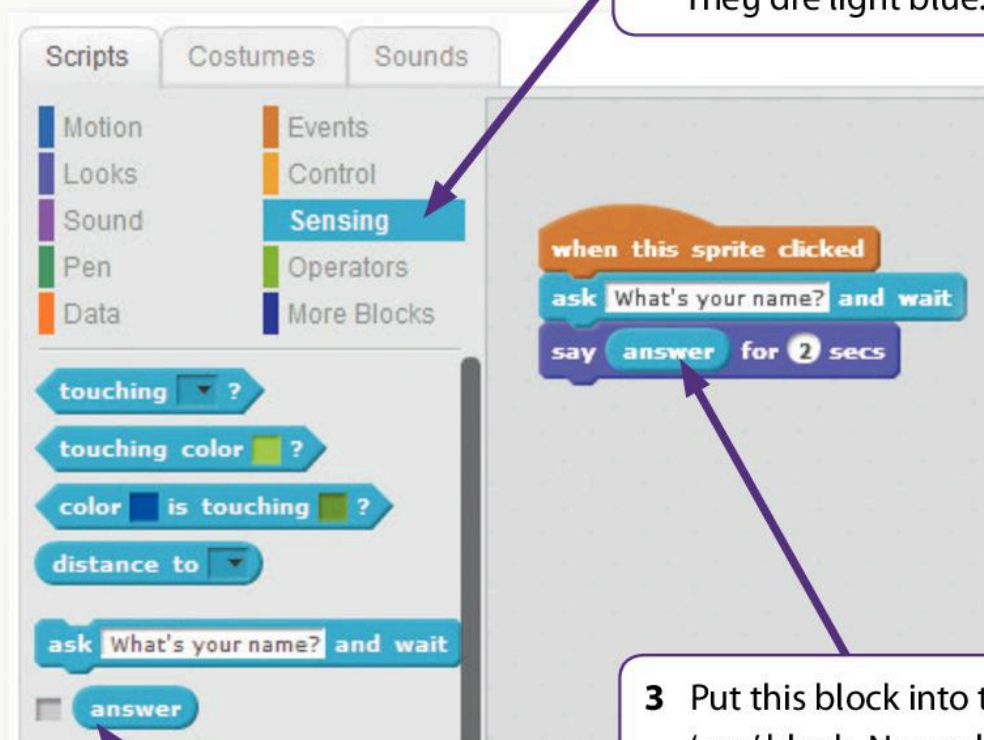 They are light blue.
Scripts
Costumes
Sounds
Motion
Events
Looks
Control
Sound
Sensing
Pen
Operators
Data
More Blocks
when this sprite clicked
ask What's your name? and wait
say answer for 2 secs
touching ?
touching color ?
color is touching ?
distance to
ask What's your name? and wait
answer
3 Put this block into